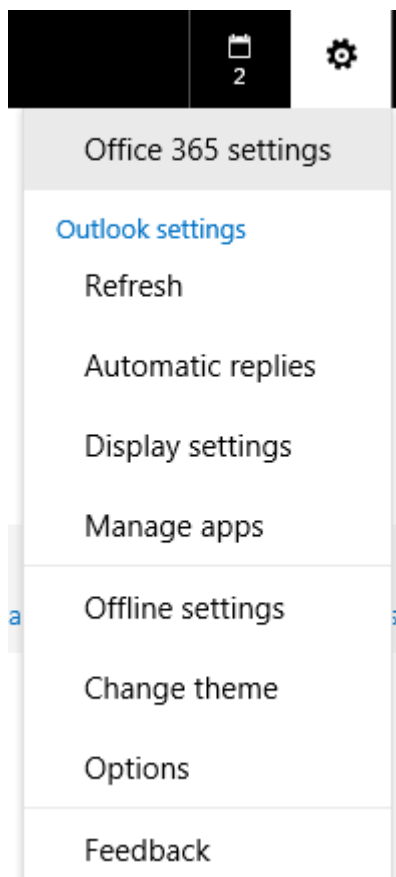 2
Office 365 settings
Outlook settings
Refresh
Automatic replies
Display settings
Manage apps
Offline settings
Change theme
Options
Feedback